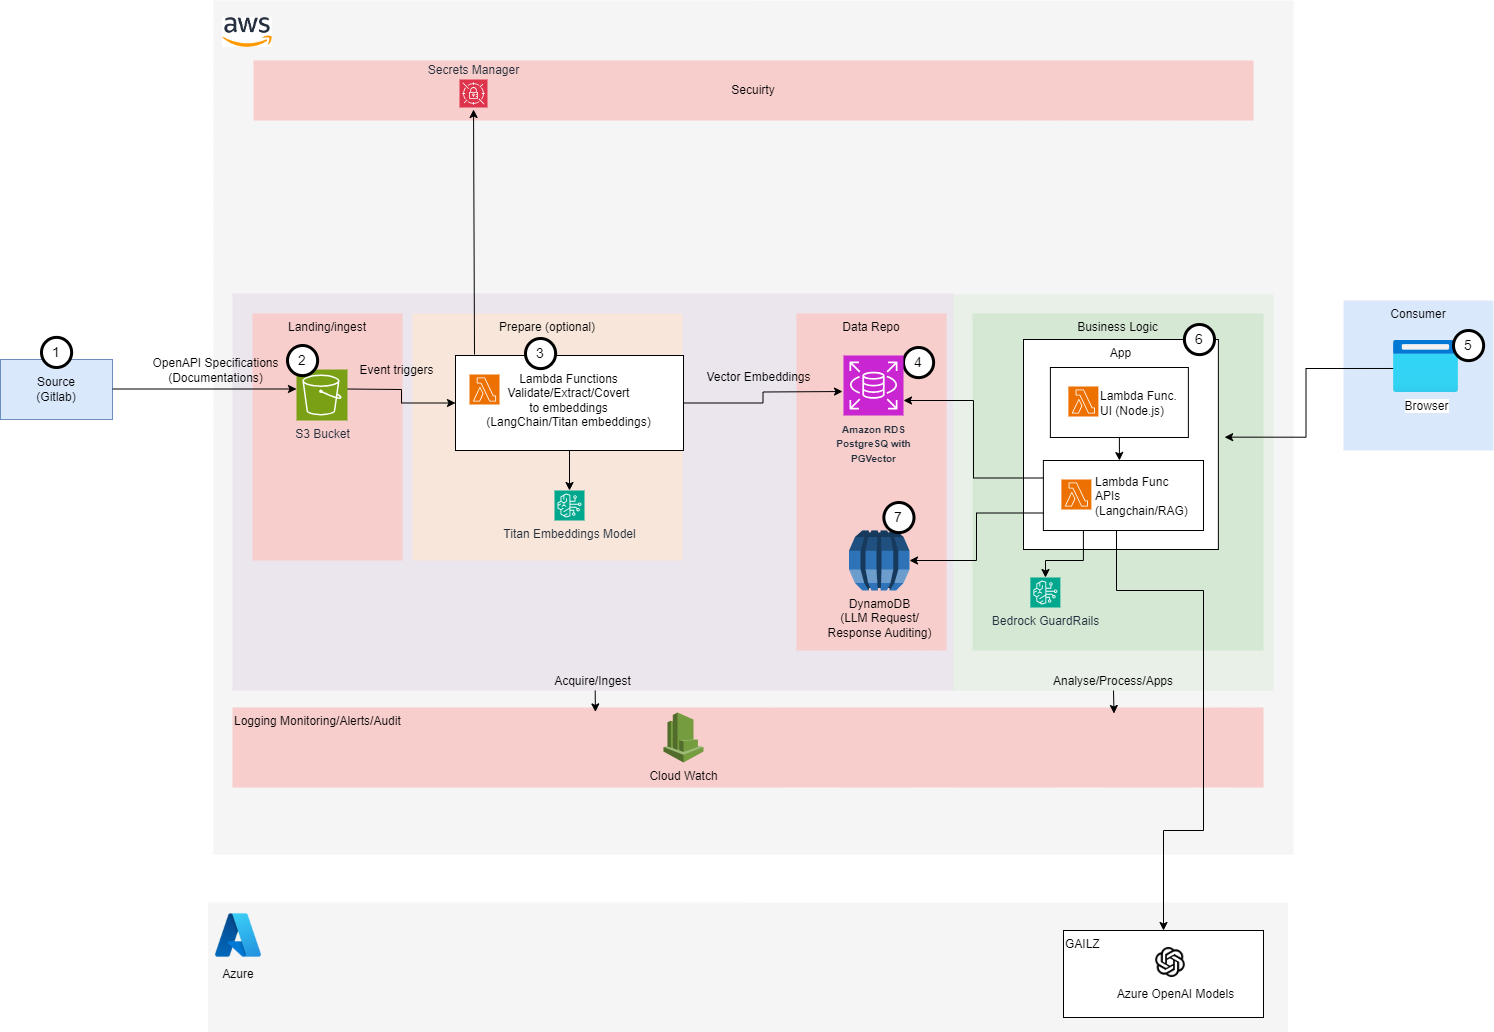 aws
Secrets Manager
Secuirty
Landing/ingest
Prepare (optional)
Data Repo
Business Logic
Consumer
1
2
3
4
5
6
7
Source
(Gitlab)
OpenAPI Specifications
(Documentations)
S3 Bucket
Event triggers
Lambda Functions
Validate/Extract/Covert
to embeddings
(LangChain/Titan embeddings)
Titan Embeddings Model
Vector Embeddings
Amazon RDS
PostgreSQ with
PGVector
DynamoDB
(LLM Request/
Response Auditing)
App
Lambda Func.
UI (Node.js)
Lambda Func
APIs
(Langchain/RAG)
Bedrock GuardRails
Browser
Acquire/Ingest
Analyse/Process/Apps
Logging Monitoring/Alerts/Audit
Cloud Watch
Azure
GAILZ
Azure OpenAI Models